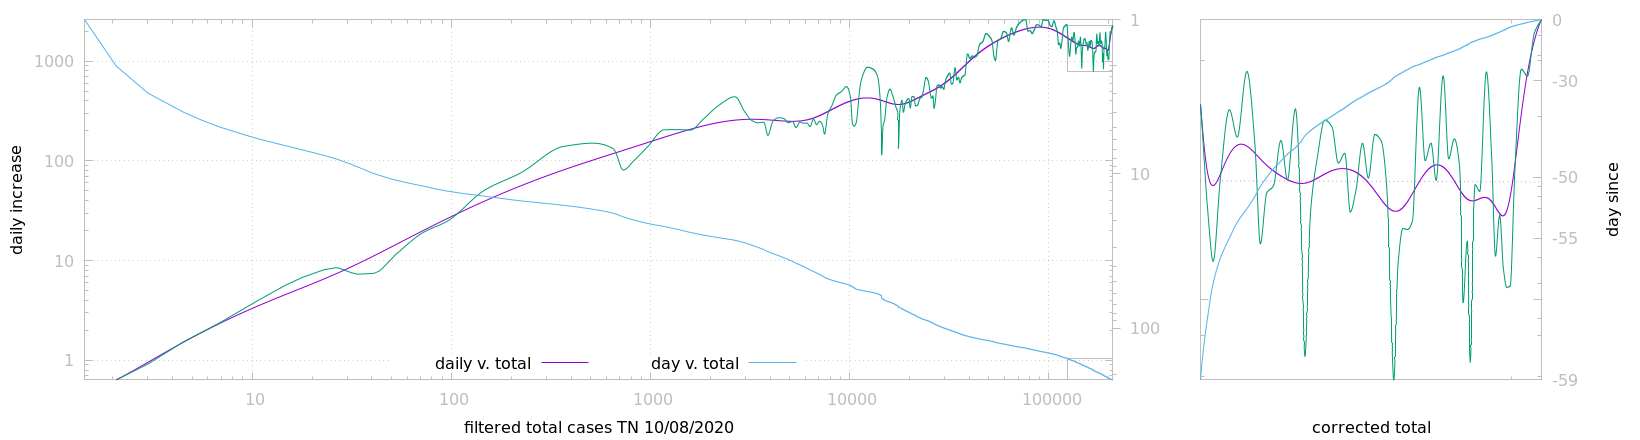 daily increase
1000
100
10
1
10
100
1000
10000
100000
1
10
100
daily v. total
day v. total
filtered total cases TN 10/08/2020
0
-30
-50
-55
-59
day since
corrected total